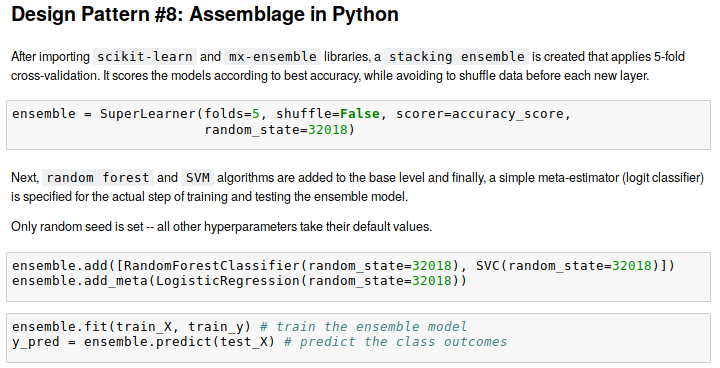 Design Pattern #8: Assemblage in Python
After importing scikit-learn and mx-ensemble libraries, a stacking ensemble is created that applies 5-fold
cross-validation. It scores the models according to best accuracy, while avoiding to shuffle data before each new layer.
ensemble = SuperLearner(folds=5, shuffle=False, scorer=accuracy_score,
random_state=32018)
Next, random forest and SVM algorithms are added to the base level and finally, a simple meta-estimator (logit classifier)
is specified for the actual step of training and testing the ensemble model.
Only random seed is set -- all other hyperparameters take their default values.
ensemble.add([RandomForestClassifier(random_state=32018), SVC(random_state=32018)])
ensemble.add_meta(LogisticRegression(random_state=32018))
ensemble.fit(train_X, train_y) # train the ensemble model
y_pred = ensemble.predict(test_X) # predict the class outcomes